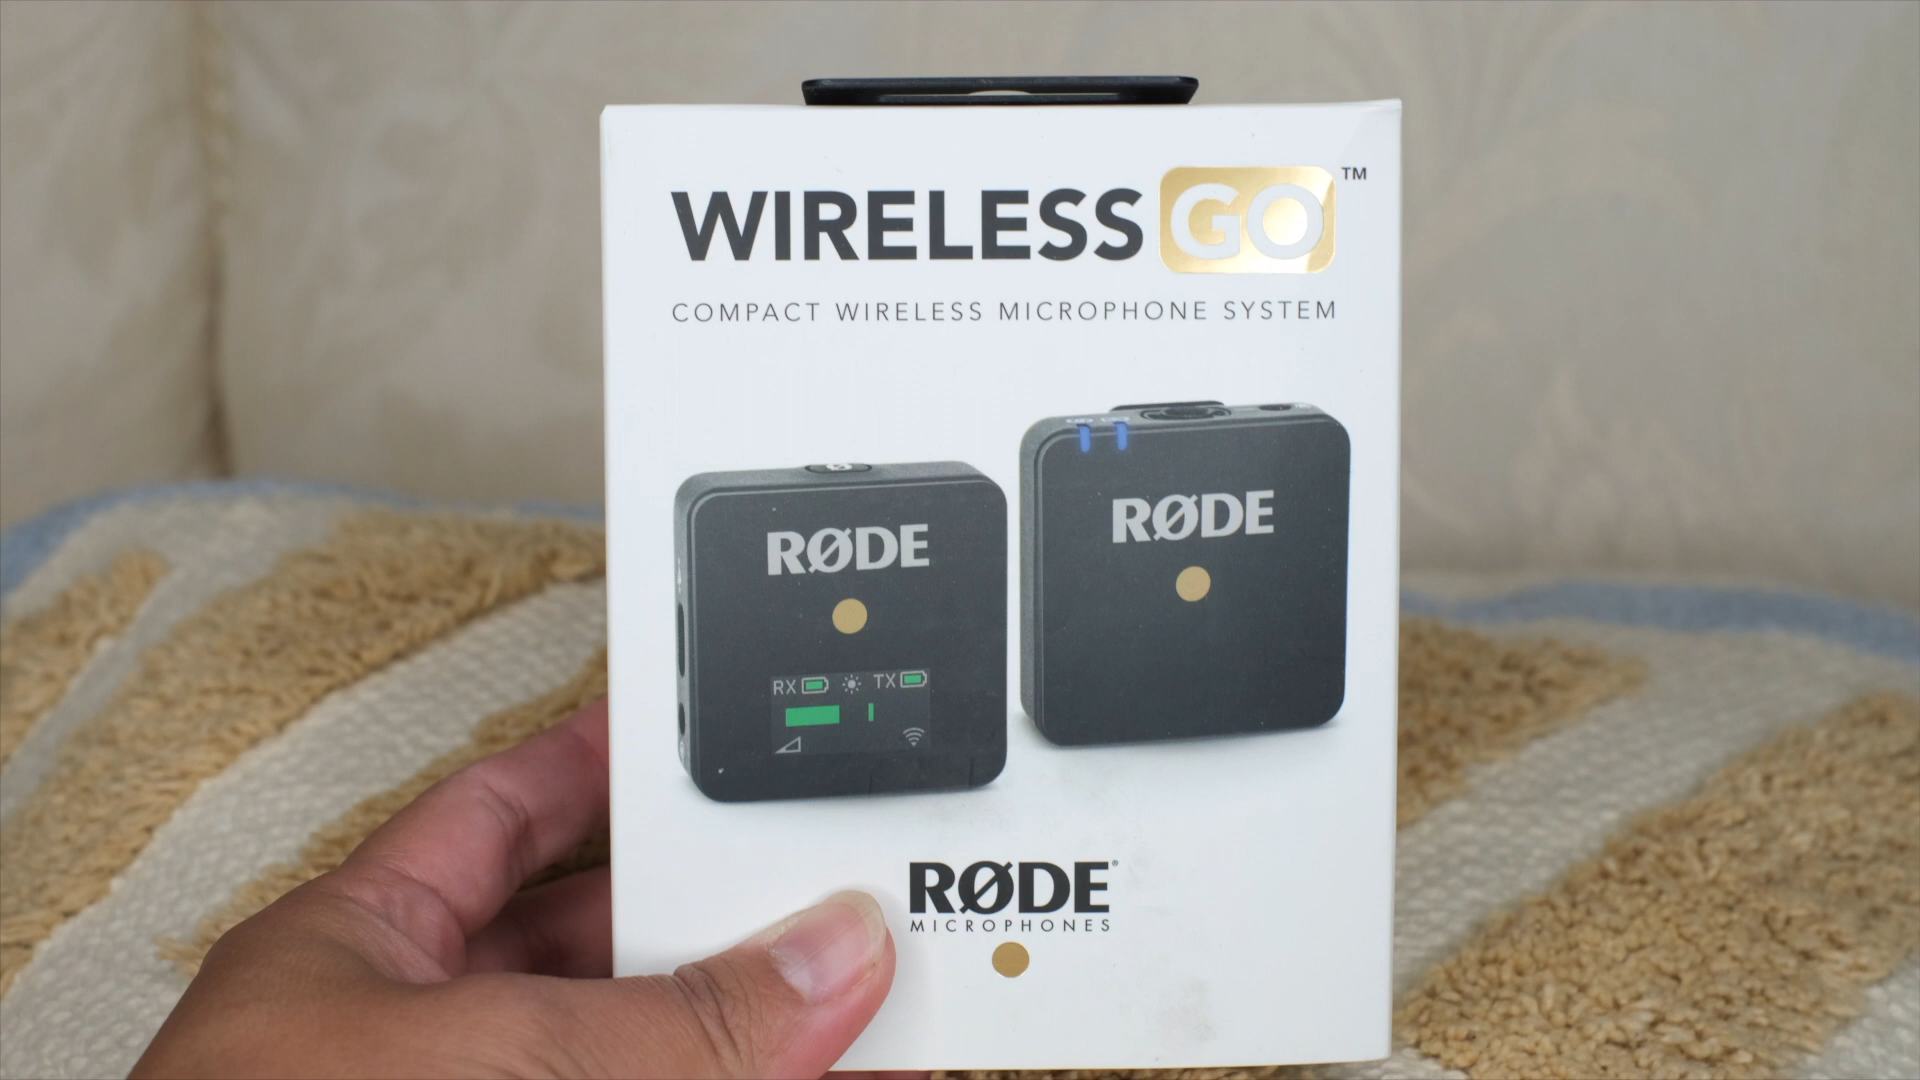 WIRELESS GO™
COMPACT WIRELESS MICROPHONE SYSTEM
RØDE
RØDE
RX TX
RØDE®
MICROPHONES